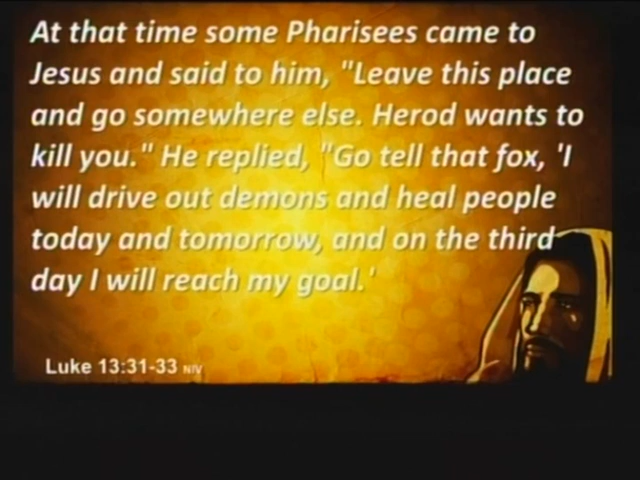 At that time some Pharisees came to
Jesus and said to him, "Leave this place
and go somewhere else. Herod wants to
kill you." He replied, "Go tell that fox, 'I
will drive out demons and heal people
today and tomorrow, and on the third
day I will reach my goal.'
Luke 13:31-33 NIV